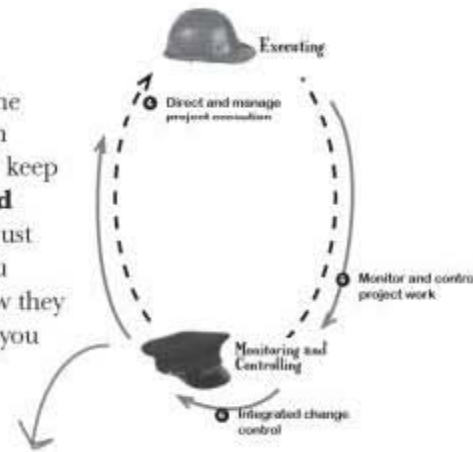 Executing
Direct and manage
project execution
keep
ust
w they
you
Monitor and contro
project work
Monitoring and
Controlling
Integrated change
control